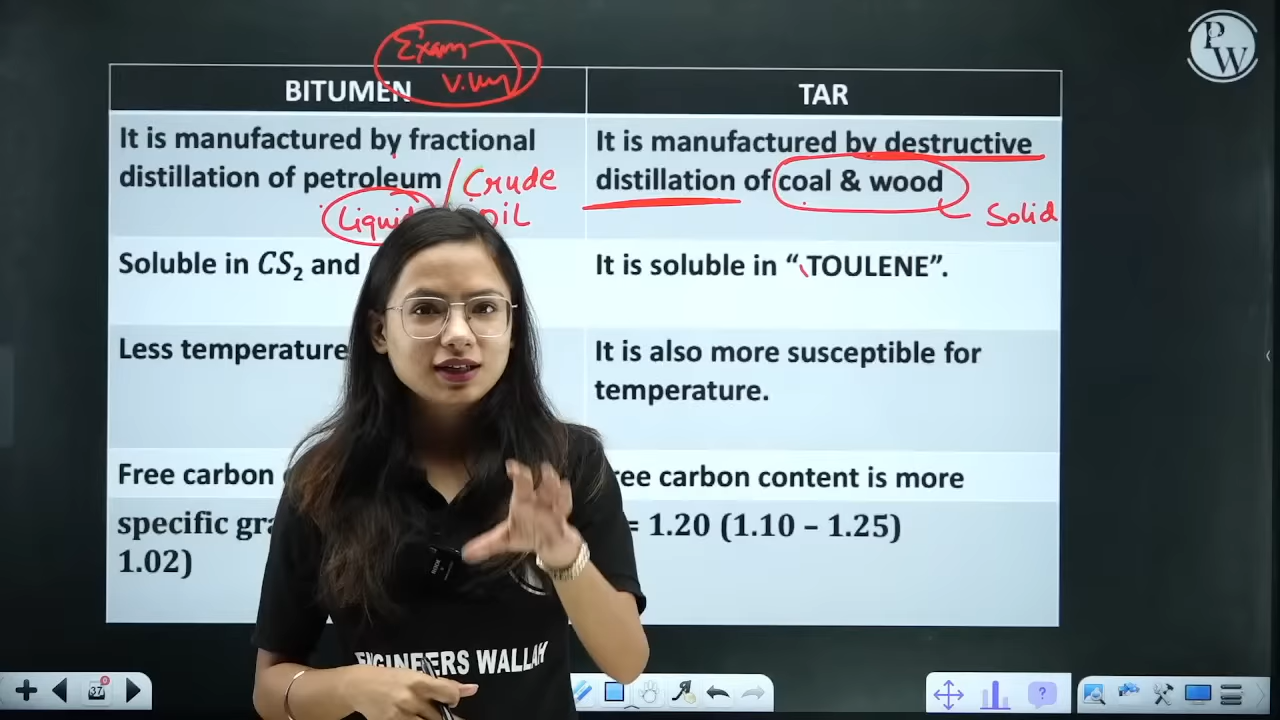 Exam
V.Imp
PW
BITUMEN
TAR
It is manufactured by fractional
distillation of petroleum / Crude
Liquid OIL
It is manufactured by destructive
distillation of coal & wood
Solid
Soluble in CS₂ and
It is soluble in “TOULENE”.
Less temperature
It is also more susceptible for
temperature.
Free carbon
free carbon content is more
specific
1.02)
= 1.20 (1.10 – 1.25)
ENGINEERS WALLAH
37